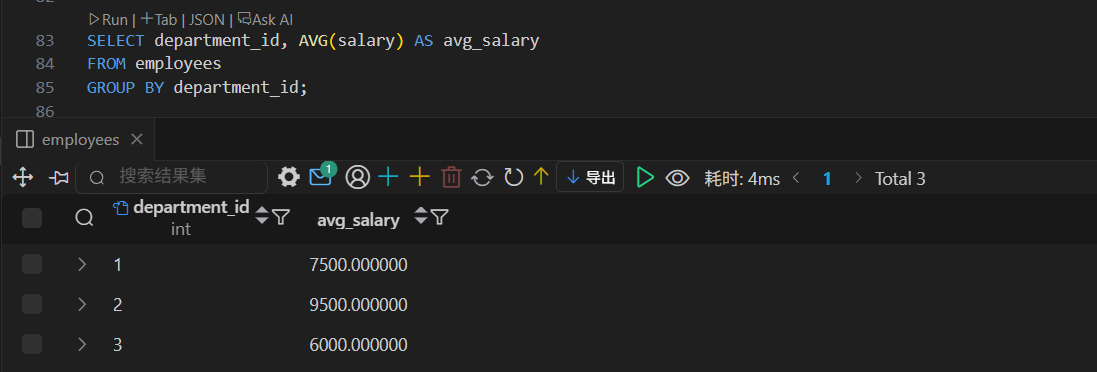 Run | Tab | JSON | Ask AI
83 SELECT department_id, AVG(salary) AS avg_salary
84 FROM employees
85 GROUP BY department_id;
86
employees
搜索结果集 1 导出 耗时: 4ms 1 Total 3
department_id avg_salary
int
1 7500.000000
2 9500.000000
3 6000.000000